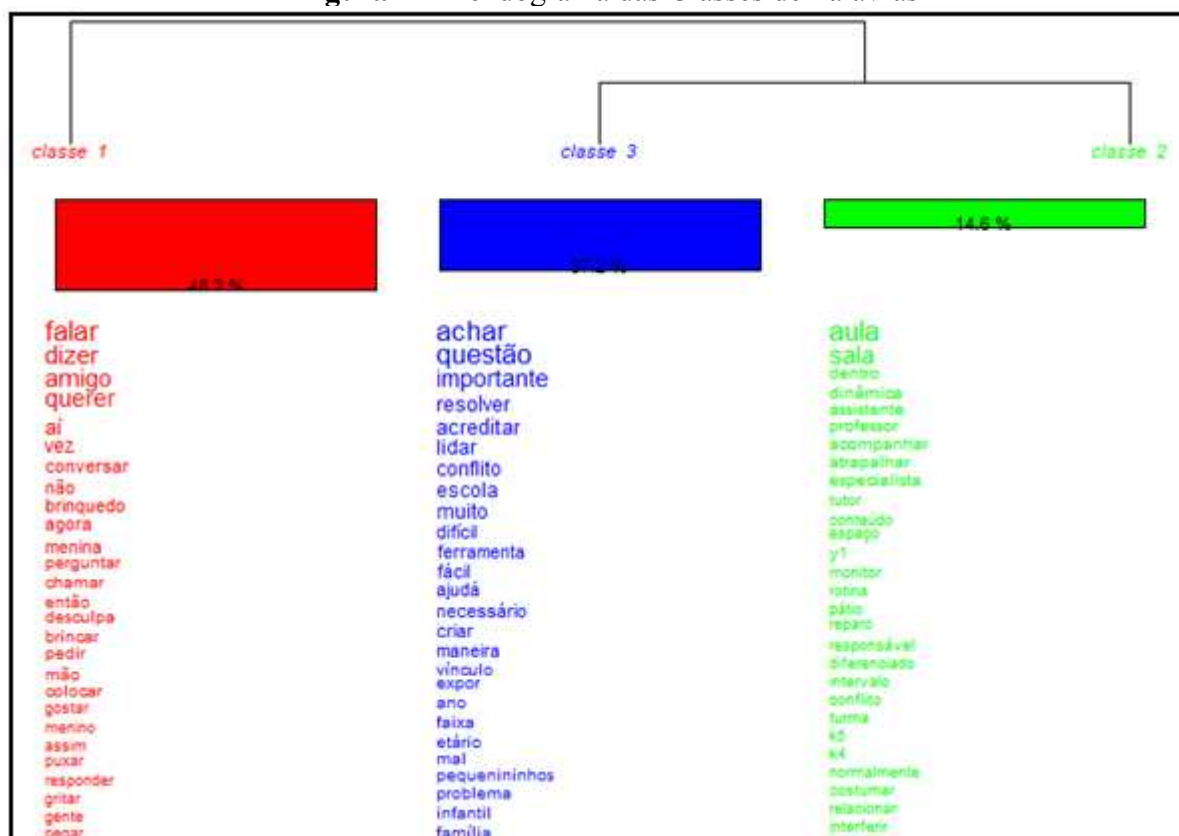 classe 1
classe 3
classe 2
14.6 %
falar
dizer
amigo
querer
aí
vez
conversar
não
brinquedo
agora
menina
perguntar
chamar
então
desculpa
brincar
pedir
mão
colocar
gostar
menino
assim
puxar
responder
gritar
gente
pegar
achar
questão
importante
resolver
acreditar
lidar
conflito
escola
muito
difícil
ferramenta
fácil
ajudá
necessário
criar
maneira
vínculo
expor
ano
faixa
etário
mal
pequenininhos
problema
infantil
família
aula
sala
dentro
dinâmica
assistente
professor
acompanhar
atrapalhar
especialista
tutor
conteúdo
espaço
y1
monitor
rotina
pátio
reparo
responsável
diferenciado
intervalo
conflito
turma
k5
k4
normalmente
costumar
relacionar
interferir